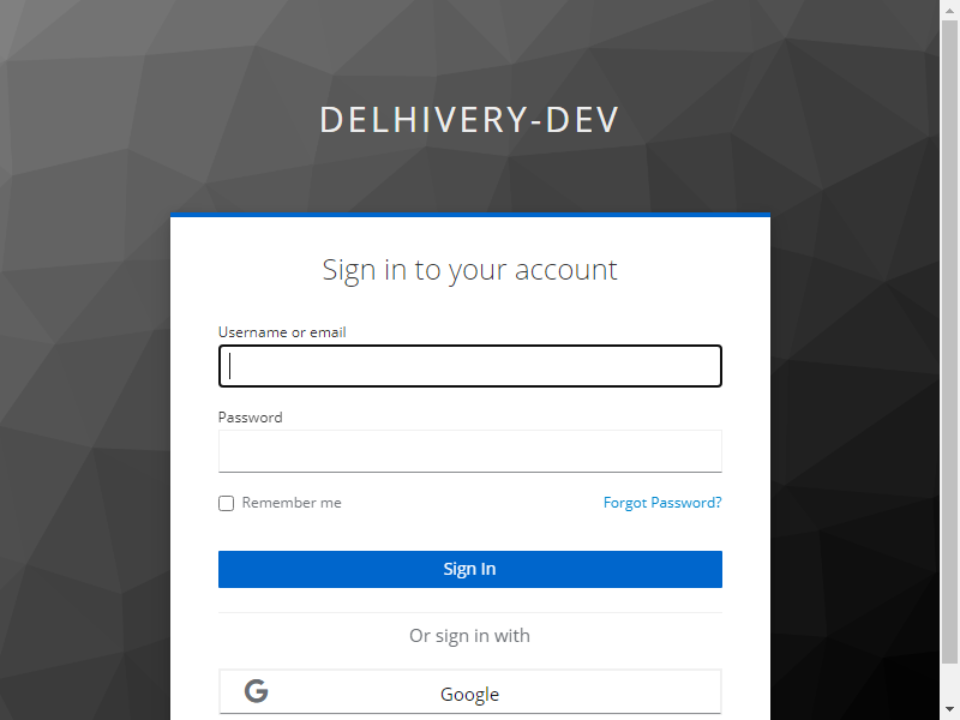 DELHIVERY-DEV
Sign in to your account
Username or email
Password
Remember me
Forgot Password?
Sign In
Or sign in with
Google